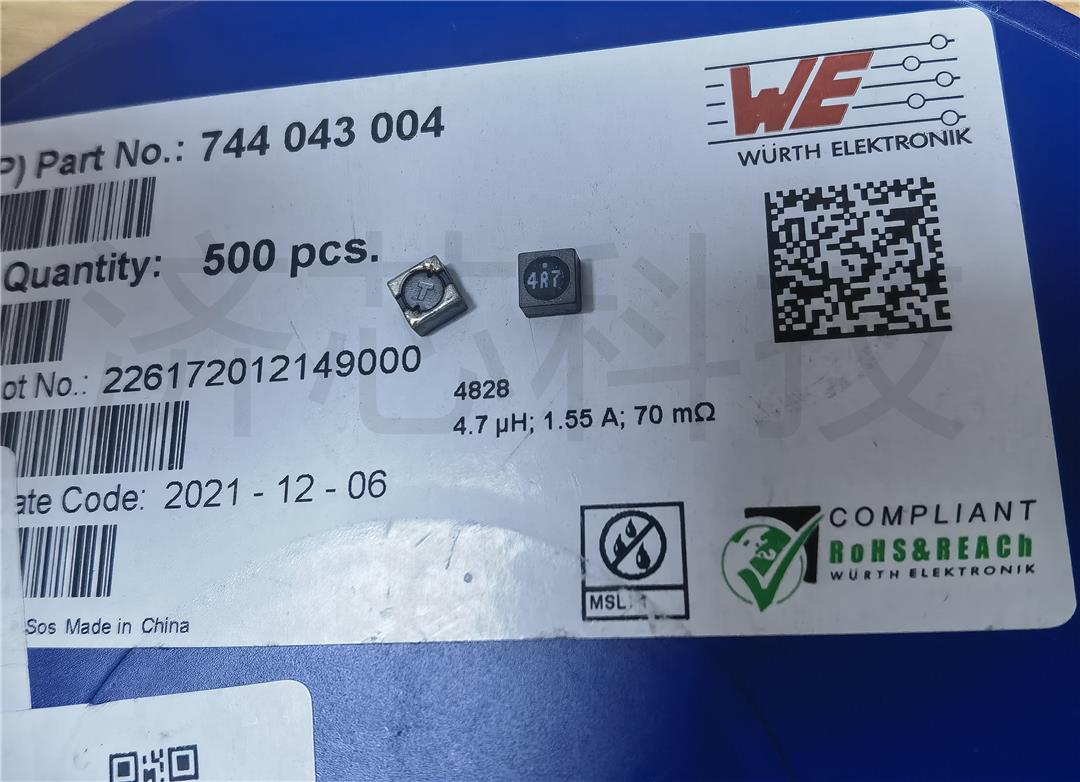 WE
WÜRTH ELEKTRONIK
P) Part No.: 744 043 004
Quantity: 500 pcs.
T
4R7
泽芯科技
ot No.: 226172012149000
4828
4.7 µH; 1.55 A; 70 mΩ
ate Code: 2021 - 12 - 06
MSL: 1
COMPLIANT
RoHS&REACh
WÜRTH ELEKTRONIK
Sos Made in China